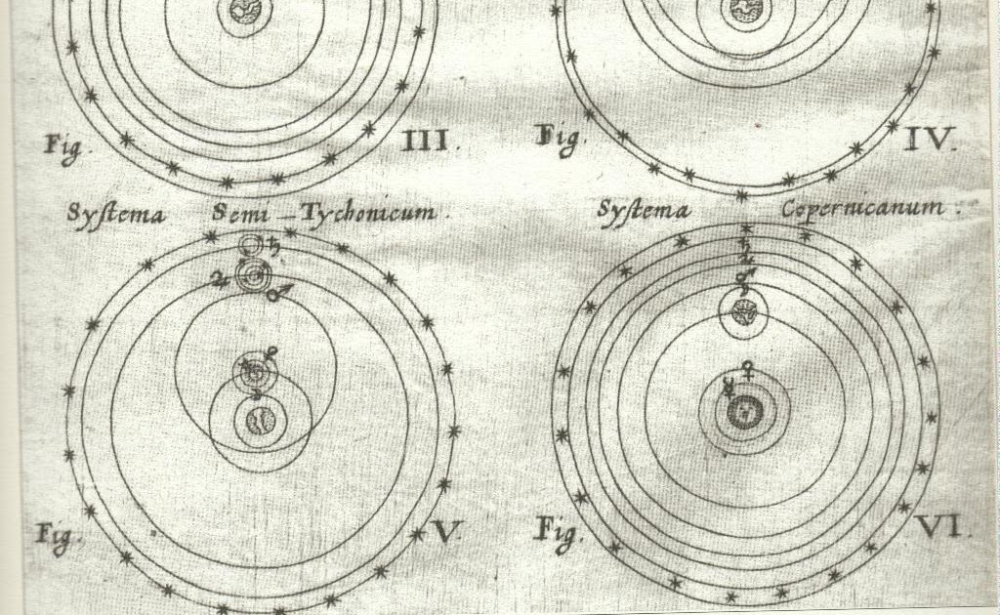 Fig. III.
Fig. IV.
Syſtema Semi-Tychonicum.
Syſtema Copernicanum.
♄
♃
♂
♀
♄
♃
♂
☽
♀
☿
Fig. V.
Fig. VI.